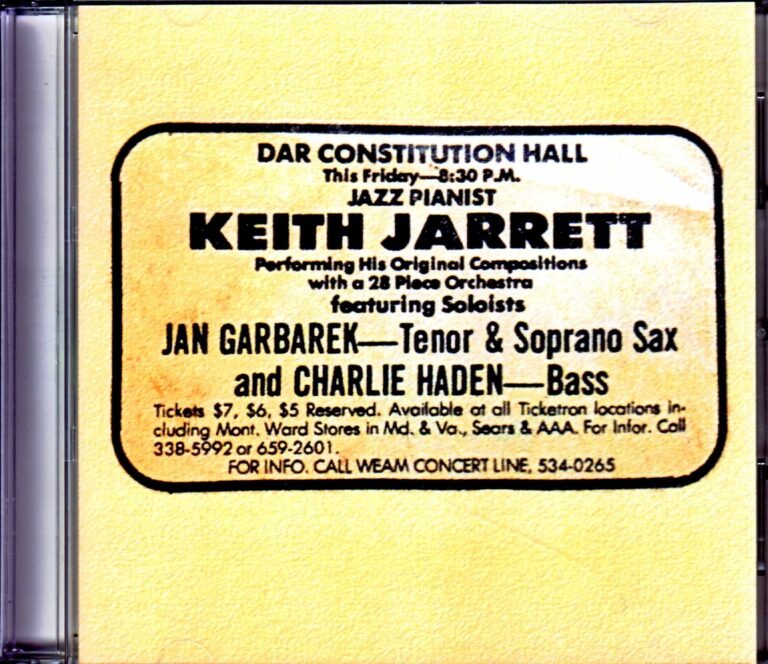 DAR CONSTITUTION HALL
This Friday—8:30 P.M.
JAZZ PIANIST
KEITH JARRETT
Performing His Original Compositions
with a 28 Piece Orchestra
featuring Soloists
JAN GARBAREK—Tenor & Soprano Sax
and CHARLIE HADEN—Bass
Tickets $7, $6, $5 Reserved. Available at all Ticketron locations in-
cluding Mont. Ward Stores in Md. & Va., Sears & AAA. For Infor. Call
338-5992 or 659-2601.
FOR INFO. CALL WEAM CONCERT LINE, 534-0265